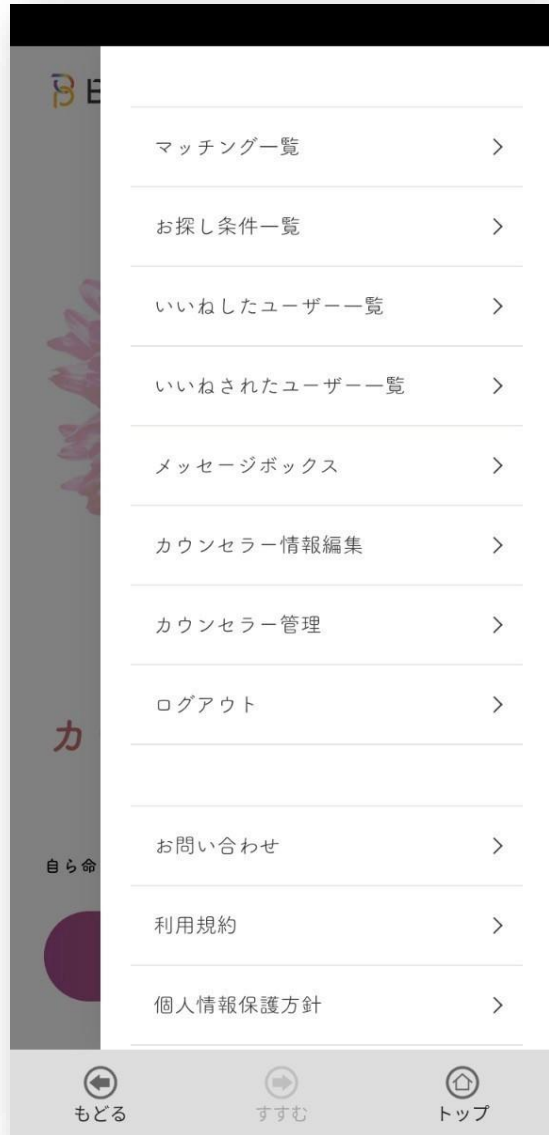 マッチング一覧
お探し条件一覧
いいねしたユーザー一覧
いいねされたユーザー一覧
メッセージボックス
カウンセラー情報編集
カウンセラー管理
ログアウト
カ
自ら命
お問い合わせ
利用規約
個人情報保護方針
もどる
すすむ
トップ